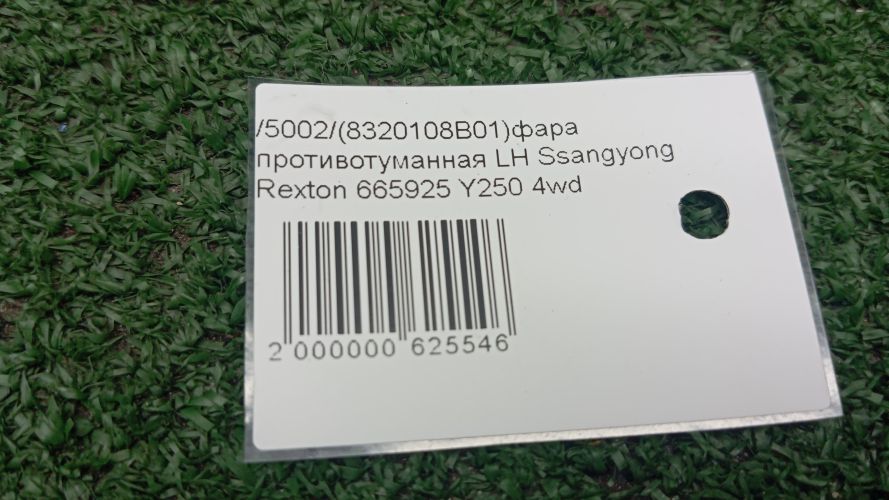 /5002/(8320108B01)фара
противотуманная LH Ssangyong
Rexton 665925 Y250 4wd
2 000000 625546